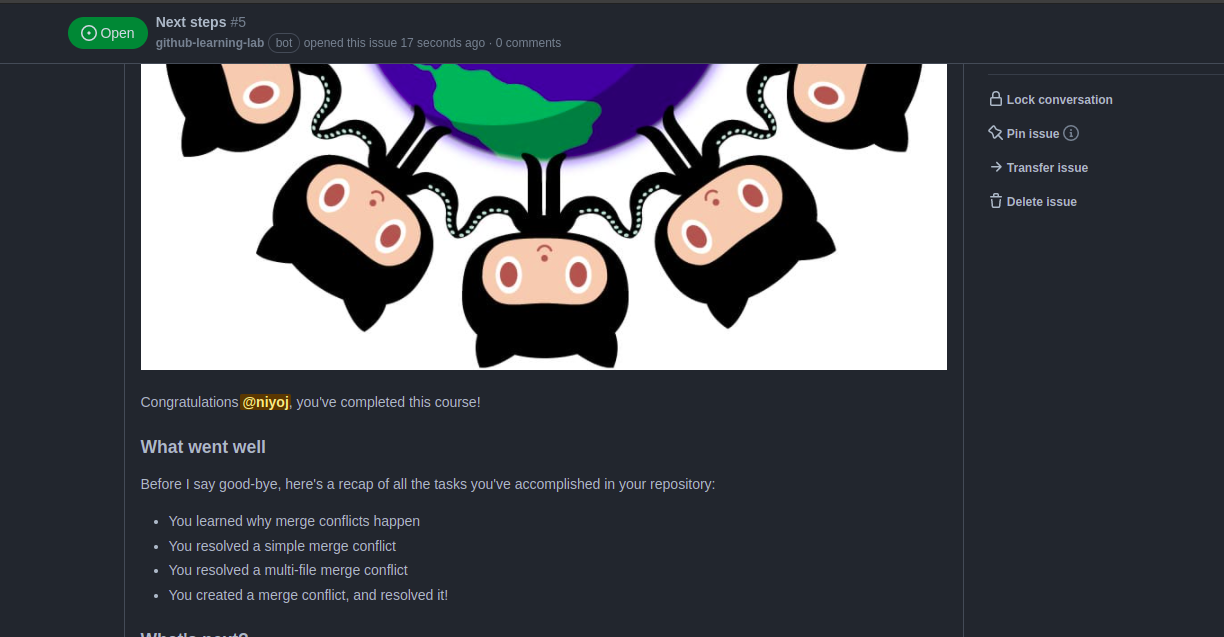 Open
Next steps #5
github-learning-lab bot opened this issue 17 seconds ago · 0 comments
Lock conversation
Pin issue
Transfer issue
Delete issue
Congratulations @niyoj, you've completed this course!
What went well
Before I say good-bye, here's a recap of all the tasks you've accomplished in your repository:
• You learned why merge conflicts happen
• You resolved a simple merge conflict
• You resolved a multi-file merge conflict
• You created a merge conflict, and resolved it!
What's next?